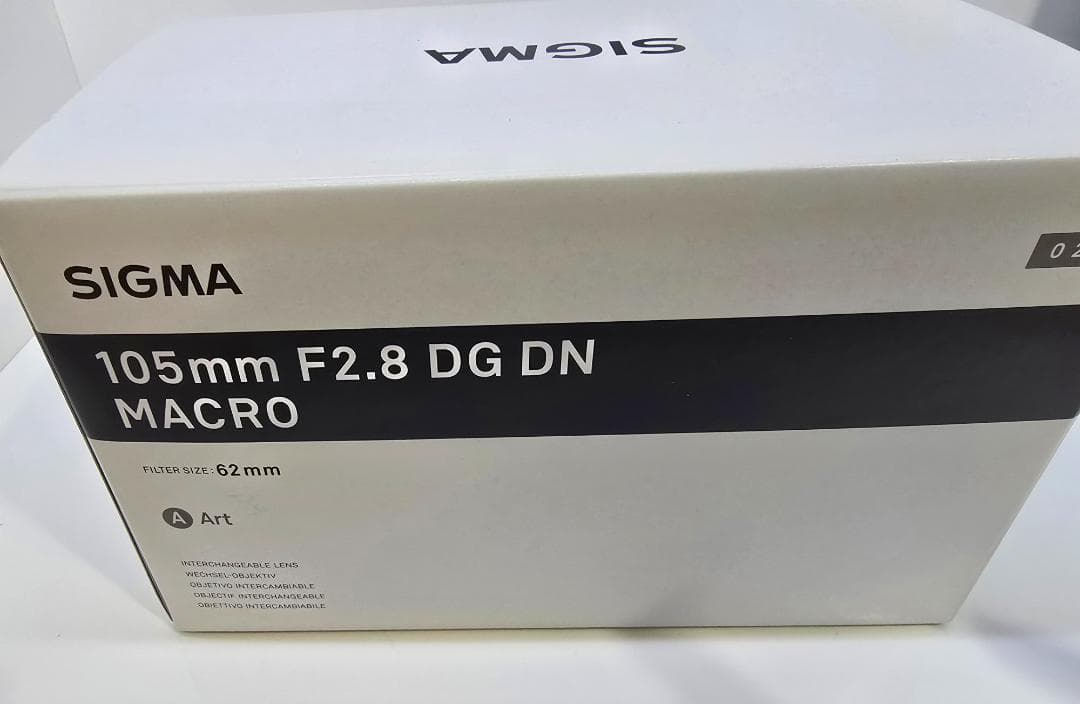 SIGMA
SIGMA
02
105mm F2.8 DG DN
MACRO
FILTER SIZE : 62mm
A Art
INTERCHANGEABLE LENS
WECHSEL-OBJEKTIV
OBJETIVO INTERCAMBIABLE
OBJECTIF INTERCHANGEABLE
OBIETTIVO INTERCAMBIABILE